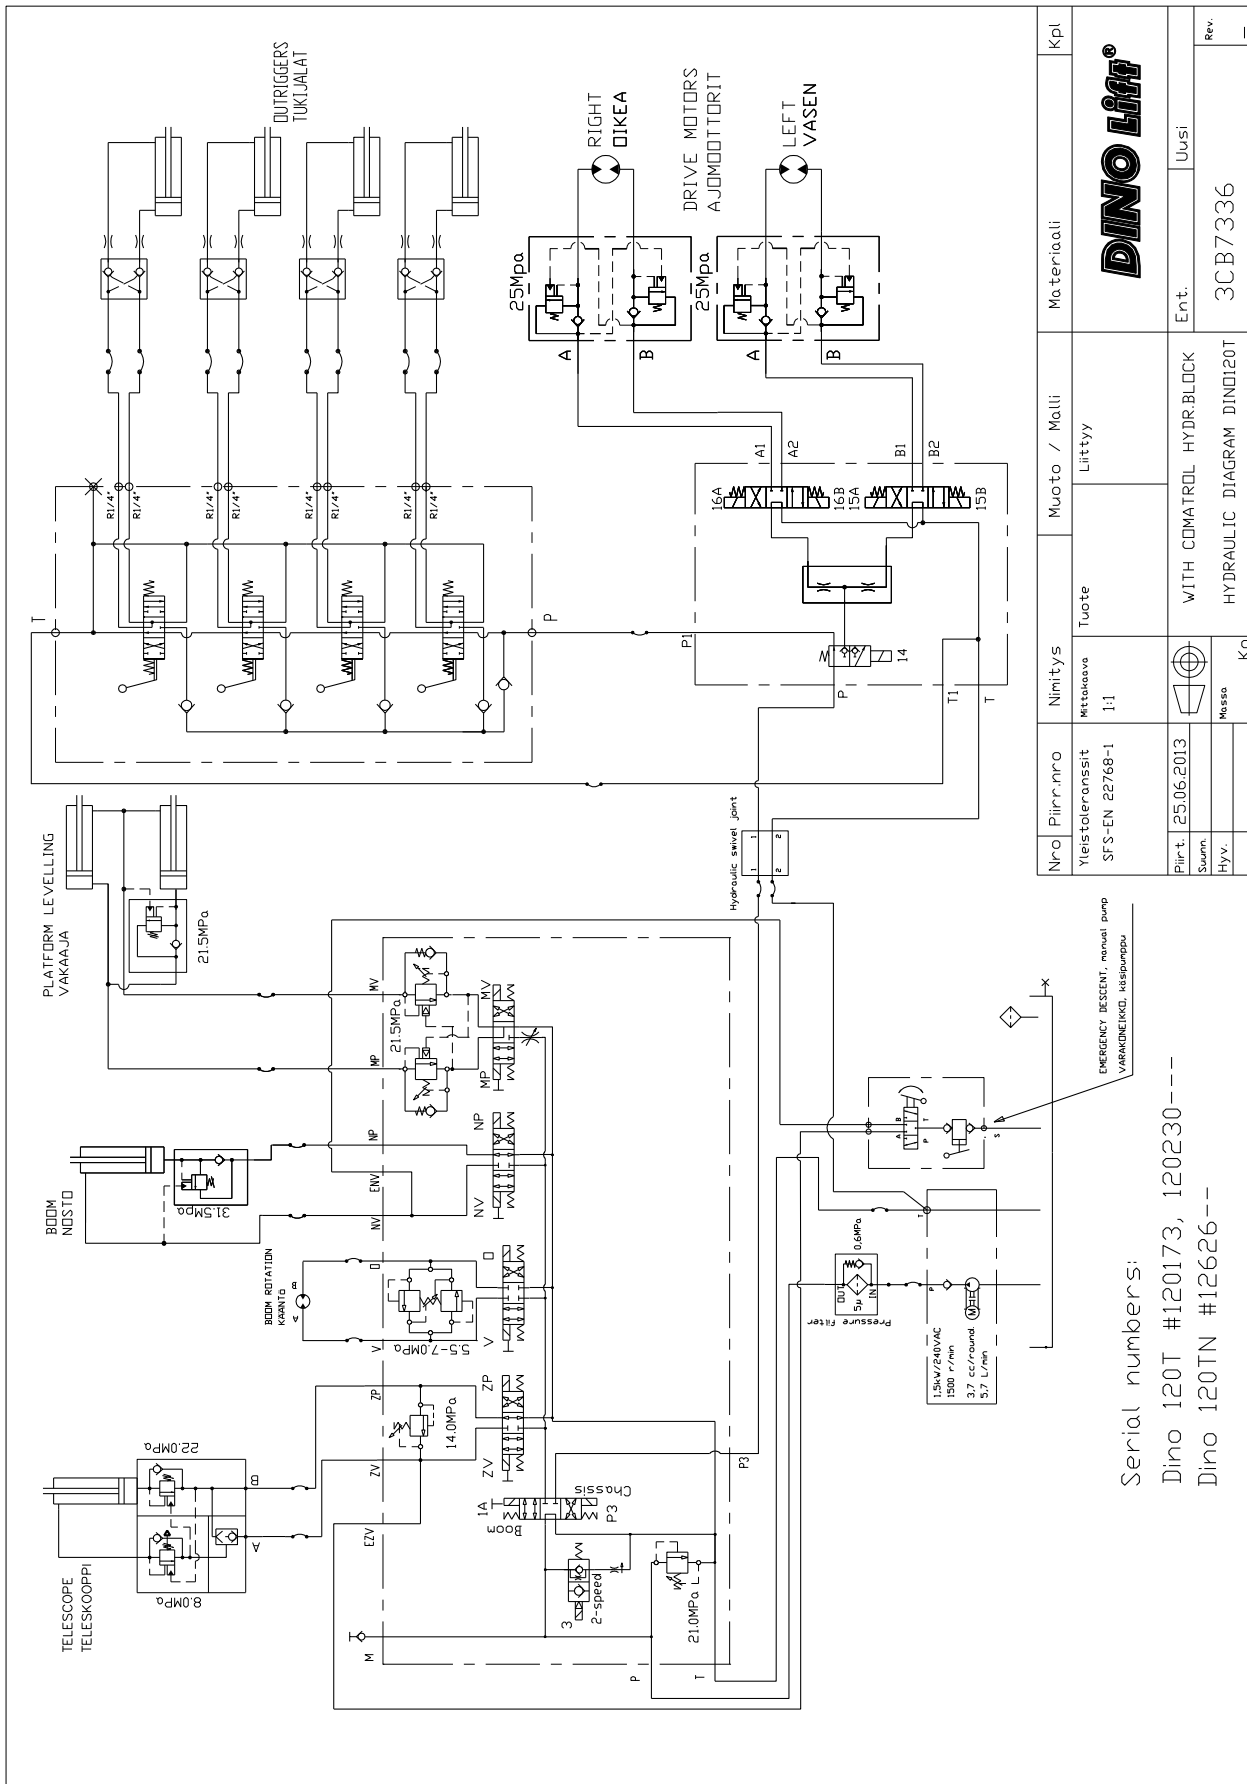 TELESCOPE
TELESKOOPPI
8.0MPa
22.0MPa
A
B
BOOM ROTATION
KÄÄNTÖ
A
B
BOOM
NOSTO
31.5Mpa
PLATFORM LEVELLING
VAKAAJA
21.5MPa
OUTRIGGERS
TUKIJALAT
T
P
R1/4"
R1/4"
R1/4"
R1/4"
R1/4"
R1/4"
R1/4"
R1/4"
M
EZV
ZV
ZP
V
O
NV
ENV
NP
MP
MV
14.0MPa
5.5-7.0MPa
21.5MPa
ZV
ZP
V
O
NV
NP
MP
MV
1A
Boom
Chassis
P3
3
2-speed
21.0MPa
L
P
T
P3
Hydraulic swivel joint
1
1
2
2
25Mpa
A
B
RIGHT
OIKEA
DRIVE MOTORS
AJOMOOTTORIT
25Mpa
A
B
LEFT
VASEN
A1
A2
B1
B2
16A
16B
15A
15B
14
P1
P
T1
T
Pressure filter
OUT
IN
5µ
0,6MPa
P
T
M
1,5kW/240VAC
1500 r/min
3,7 cc/round.
5,7 L/min
A
B
P
T
S
EMERGENCY DESCENT, manual pump
VARAKONEIKKO, käsipumppu
Serial numbers:
Dino 120T #120173, 120230---
Dino 120TN #12626--
Nro
Piirr.nro
Nimitys
Muoto / Malli
Materiaali
Kpl
Yleistoleranssit
SFS-EN 22768-1
Mittakaava
1:1
Tuote
Liittyy
DINO Lift®
Piirt.
25.06.2013
Suunn.
Hyv.
Massa
Kg
WITH COMATROL HYDR.BLOCK
HYDRAULIC DIAGRAM DINO120T
Ent.
Uusi
3CB7336
Rev.
-